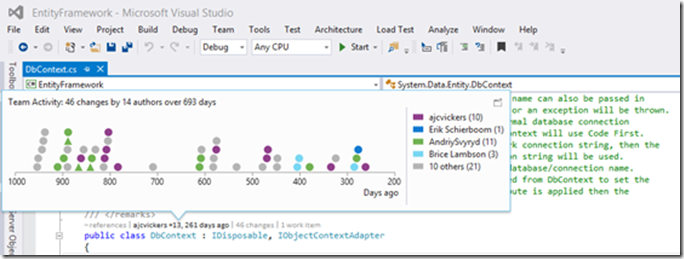 EntityFramework - Microsoft Visual Studio
File Edit View Project Build Debug Team Tools Test Architecture Load Test Analyze Window Help
Debug Any CPU Start
Toolbo
DbContext.cs
EntityFramework System.Data.Entity.DbContext
Team Activity: 46 changes by 14 authors over 693 days
ajcvickers (10)
Erik Schierboom (1)
AndriySvyryd (11)
Brice Lambson (3)
10 others (21)
1000 900 800 700 600 500 400 300 200
Days ago
name can also be passed in
or an exception will be thrown.
rmal database connection
ontext will use Code First.
rk connection string, then the
on string will be used.
database/connection name.
d from DbContext to set the
ute is applied then the
erver Objec
/// </remarks>
- references | ajcvickers +13, 261 days ago | 46 changes | 1 work item
public class DbContext : IDisposable, IObjectContextAdapter
{